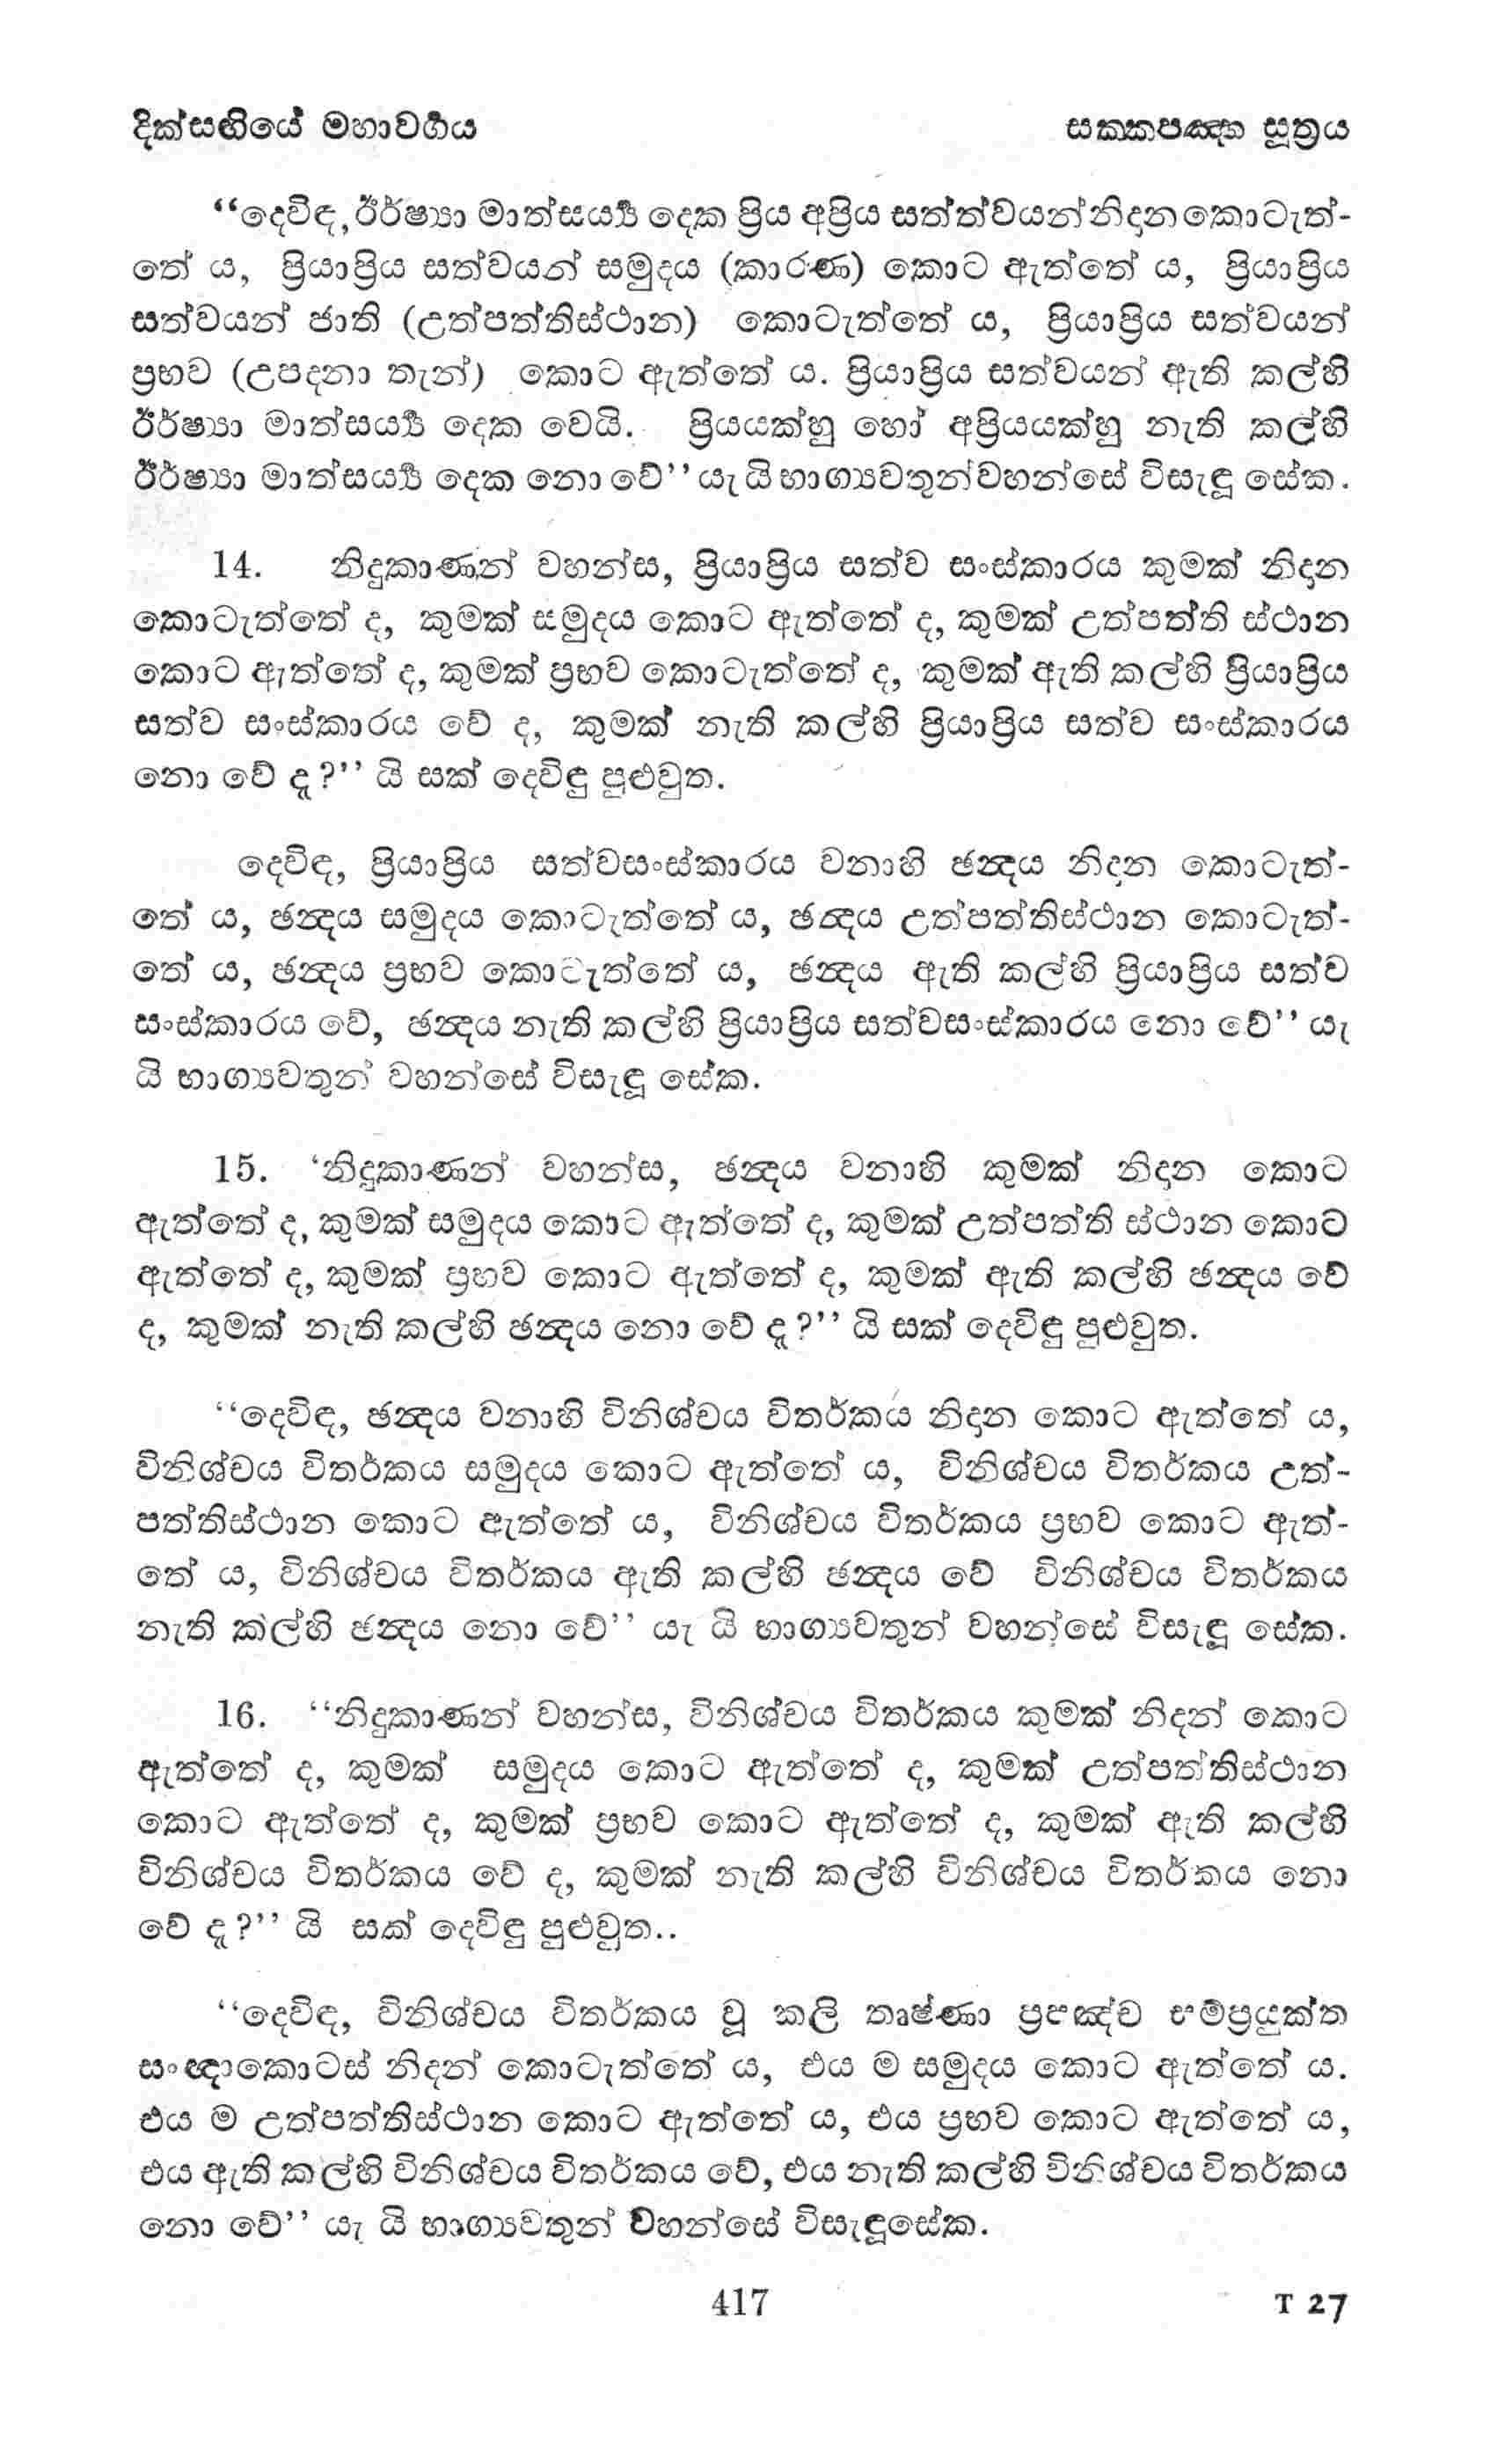 දික්සඟියේ මහාවර්‍ගය
සක්කපඤ්හ සූත්‍රය
“දෙවිඳ, ඊර්ෂ්‍යා මාත්සර්‍ය්‍ය දෙක ප්‍රිය අප්‍රිය සත්ත්වයන් නිදාන කොටැත්-
තේ ය, ප්‍රියාප්‍රිය සත්වයන් සමුදය (කාරණ) කොට ඇත්තේ ය, ප්‍රියාප්‍රිය
සත්වයන් ජාති (උත්පත්තිස්ථාන) කොටැත්තේ ය, ප්‍රියාප්‍රිය සත්වයන්
ප්‍රභව (උපදනා තැන්) කොට ඇත්තේ ය. ප්‍රියාප්‍රිය සත්වයන් ඇති කල්හි
ඊර්ෂ්‍යා මාත්සර්‍ය්‍ය දෙක වෙයි. ප්‍රියයක්හු හෝ අප්‍රියයක්හු නැති කල්හි
ඊර්ෂ්‍යා මාත්සර්‍ය්‍ය දෙක නො වේ’’ යැ යි භාග්‍යවතුන්වහන්සේ විසැඳූ සේක.
14. නිදුකාණන් වහන්ස, ප්‍රියාප්‍රිය සත්ව සංස්කාරය කුමක් නිදාන
කොටැත්තේ ද, කුමක් සමුදය කොට ඇත්තේ ද, කුමක් උත්පත්ති ස්ථාන
කොට ඇත්තේ ද, කුමක් ප්‍රභව කොටැත්තේ ද, කුමක් ඇති කල්හි ප්‍රියාප්‍රිය
සත්ව සංස්කාරය වේ ද, කුමක් නැති කල්හි ප්‍රියාප්‍රිය සත්ව සංස්කාරය
නො වේ දැ?’’ යි සක් දෙවිඳු පුළුවුත.
දෙවිඳ, ප්‍රියාප්‍රිය සත්වසංස්කාරය වනාහි ඡන්‍දය නිදාන කොටැත්-
තේ ය, ඡන්‍දය සමුදය කොටැත්තේ ය, ඡන්‍දය උත්පත්තිස්ථාන කොටැත්-
තේ ය, ඡන්‍දය ප්‍රභව කොටැත්තේ ය, ඡන්‍දය ඇති කල්හි ප්‍රියාප්‍රිය සත්ව
සංස්කාරය වේ, ඡන්‍දය නැති කල්හි ප්‍රියාප්‍රිය සත්වසංස්කාරය නො වේ’’ යැ
යි භාග්‍යවතුන් වහන්සේ විසැඳූ සේක.
15. ‘නිදුකාණන් වහන්ස, ඡන්‍දය වනාහි කුමක් නිදාන කොට
ඇත්තේ ද, කුමක් සමුදය කොට ඇත්තේ ද, කුමක් උත්පත්ති ස්ථාන කොට
ඇත්තේ ද, කුමක් ප්‍රභව කොට ඇත්තේ ද, කුමක් ඇති කල්හි ඡන්‍දය වේ
ද, කුමක් නැති කල්හි ඡන්‍දය නො වේ දැ?’’ යි සක් දෙවිඳු පුළුවුත.
‘‘දෙවිඳ, ඡන්‍දය වනාහි විනිශ්චය විතර්කය නිදාන කොට ඇත්තේ ය,
විනිශ්චය විතර්කය සමුදය කොට ඇත්තේ ය, විනිශ්චය විතර්කය උත්-
පත්තිස්ථාන කොට ඇත්තේ ය, විනිශ්චය විතර්කය ප්‍රභව කොට ඇත්-
තේ ය, විනිශ්චය විතර්කය ඇති කල්හි ඡන්‍දය වේ විනිශ්චය විතර්කය
නැති කල්හි ඡන්‍දය නො වේ’’ යැ යි භාග්‍යවතුන් වහන්සේ විසැඳූ සේක.
16. ‘‘නිදුකාණන් වහන්ස, විනිශ්චය විතර්කය කුමක් නිදන් කොට
ඇත්තේ ද, කුමක් සමුදය කොට ඇත්තේ ද, කුමක් උත්පත්තිස්ථාන
කොට ඇත්තේ ද, කුමක් ප්‍රභව කොට ඇත්තේ ද, කුමක් ඇති කල්හි
විනිශ්චය විතර්කය වේ ද, කුමක් නැති කල්හි විනිශ්චය විතර්කය නො
වේ දැ?’’ යි සක් දෙවිඳු පුළුවුත..
‘‘දෙවිඳ, විනිශ්චය විතර්කය වූ කලි තෘෂ්ණා ප්‍රපඤ්ච සම්ප්‍රයුක්ත
සංඥාකොටස් නිදන් කොටැත්තේ ය, එය ම සමුදය කොට ඇත්තේ ය.
එය ම උත්පත්තිස්ථාන කොට ඇත්තේ ය, එය ප්‍රභව කොට ඇත්තේ ය,
එය ඇති කල්හි විනිශ්චය විතර්කය වේ, එය නැති කල්හි විනිශ්චය විතර්කය
නො වේ’’ යැ යි භාග්‍යවතුන් වහන්සේ විසැඳූසේක.
417
T 27